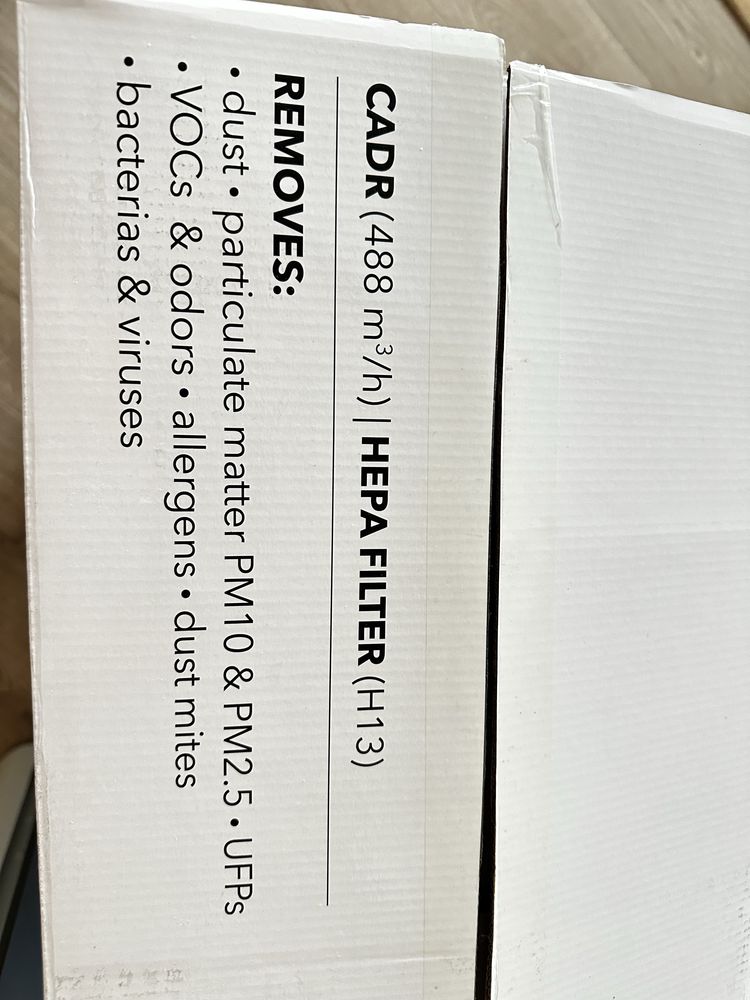 CADR (488 m³/h) | HEPA FILTER (H13)
REMOVES:
• dust • particulate matter PM10 & PM2.5 • UFPs
• VOCs & odors • allergens • dust mites
• bacterias & viruses